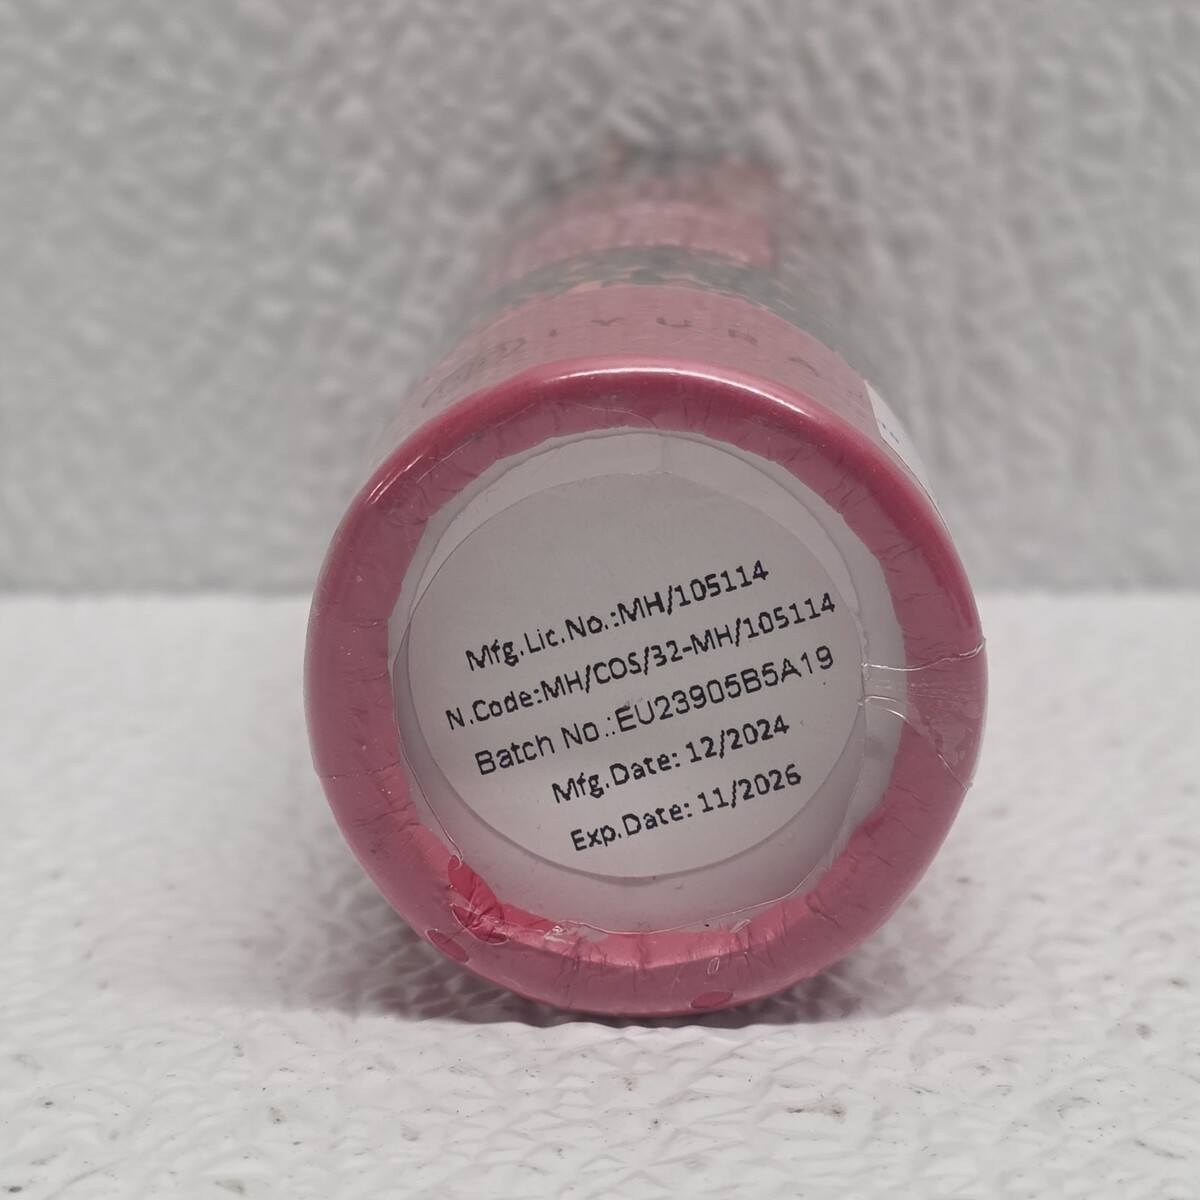 Mfg.Lic.No.:MH/105114
N.Code:MH/COS/32-MH/105114
Batch No.:EU23905B5A19
Mfg.Date: 12/2024
Exp.Date: 11/2026